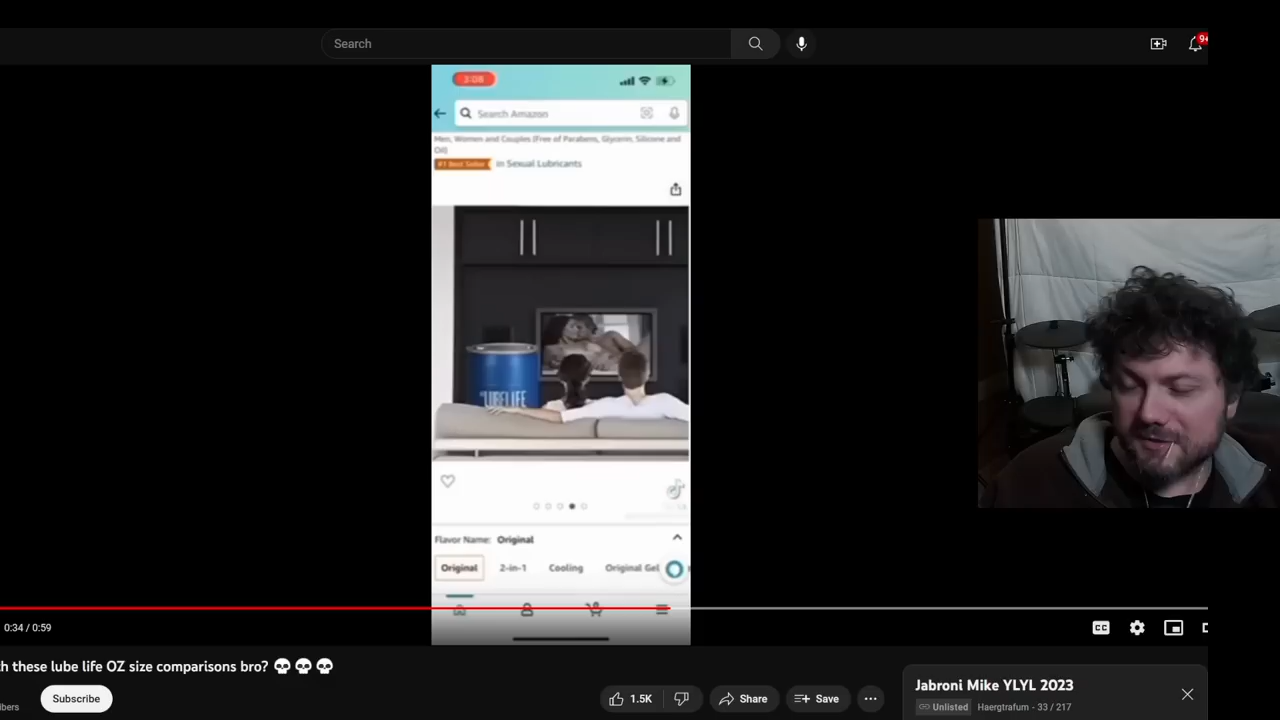 Search
9+
3:08
Search Amazon
Men, Women and Couples (Free of Parabens, Glycerin, Silicone and
Oil)
#1 Best Seller in Sexual Lubricants
LUBELIFE
Flavor Name: Original
Original 2-in-1 Cooling Original Gel
0:34 / 0:59
CC
h these lube life OZ size comparisons bro? 💀💀💀
bers
Subscribe
1.5K Share Save
Jabroni Mike YLYL 2023
Unlisted Haergtrafum - 33 / 217